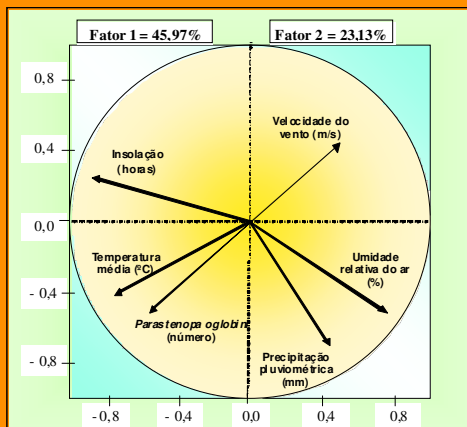 Fator 1 = 45,97%
Fator 2 = 23,13%
0,8
0,4
0,0
- 0,4
- 0,8
Velocidade do
vento (m/s)
Insolação
(horas)
Temperatura
média (ºC)
Umidade
relativa do ar
(%)
Parastenopa oglobini
(número)
Precipitação
pluviométrica
(mm)
- 0,8
- 0,4
0,0
0,4
0,8